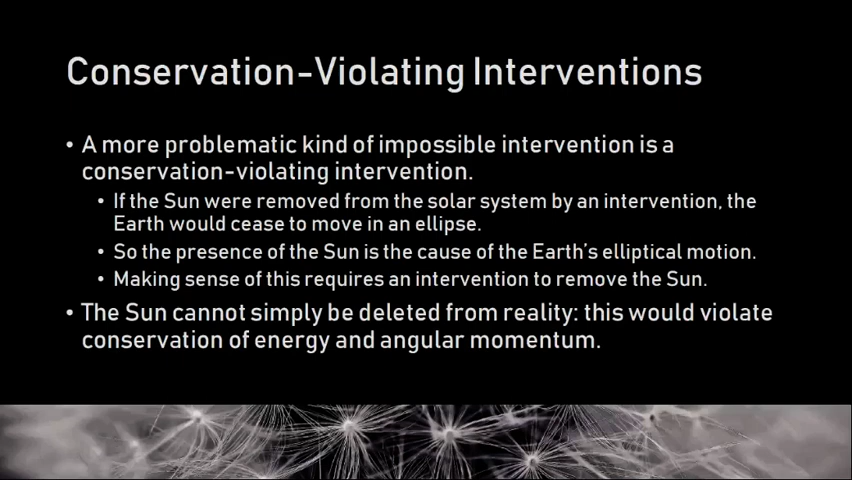 Conservation-Violating Interventions
• A more problematic kind of impossible intervention is a
conservation-violating intervention.
• If the Sun were removed from the solar system by an intervention, the
Earth would cease to move in an ellipse.
• So the presence of the Sun is the cause of the Earth's elliptical motion.
• Making sense of this requires an intervention to remove the Sun.
• The Sun cannot simply be deleted from reality: this would violate
conservation of energy and angular momentum.